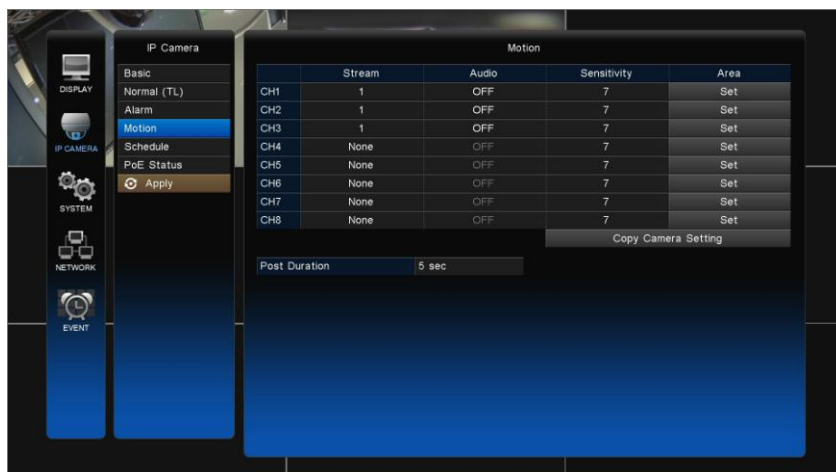 DISPLAY
IP CAMERA
SYSTEM
NETWORK
EVENT
IP Camera
Basic
Normal (TL)
Alarm
Motion
Schedule
PoE Status
Apply
Motion
Stream Audio Sensitivity Area
CH1 1 OFF 7 Set
CH2 1 OFF 7 Set
CH3 1 OFF 7 Set
CH4 None OFF 7 Set
CH5 None OFF 7 Set
CH6 None OFF 7 Set
CH7 None OFF 7 Set
CH8 None OFF 7 Set
Copy Camera Setting
Post Duration 5 sec